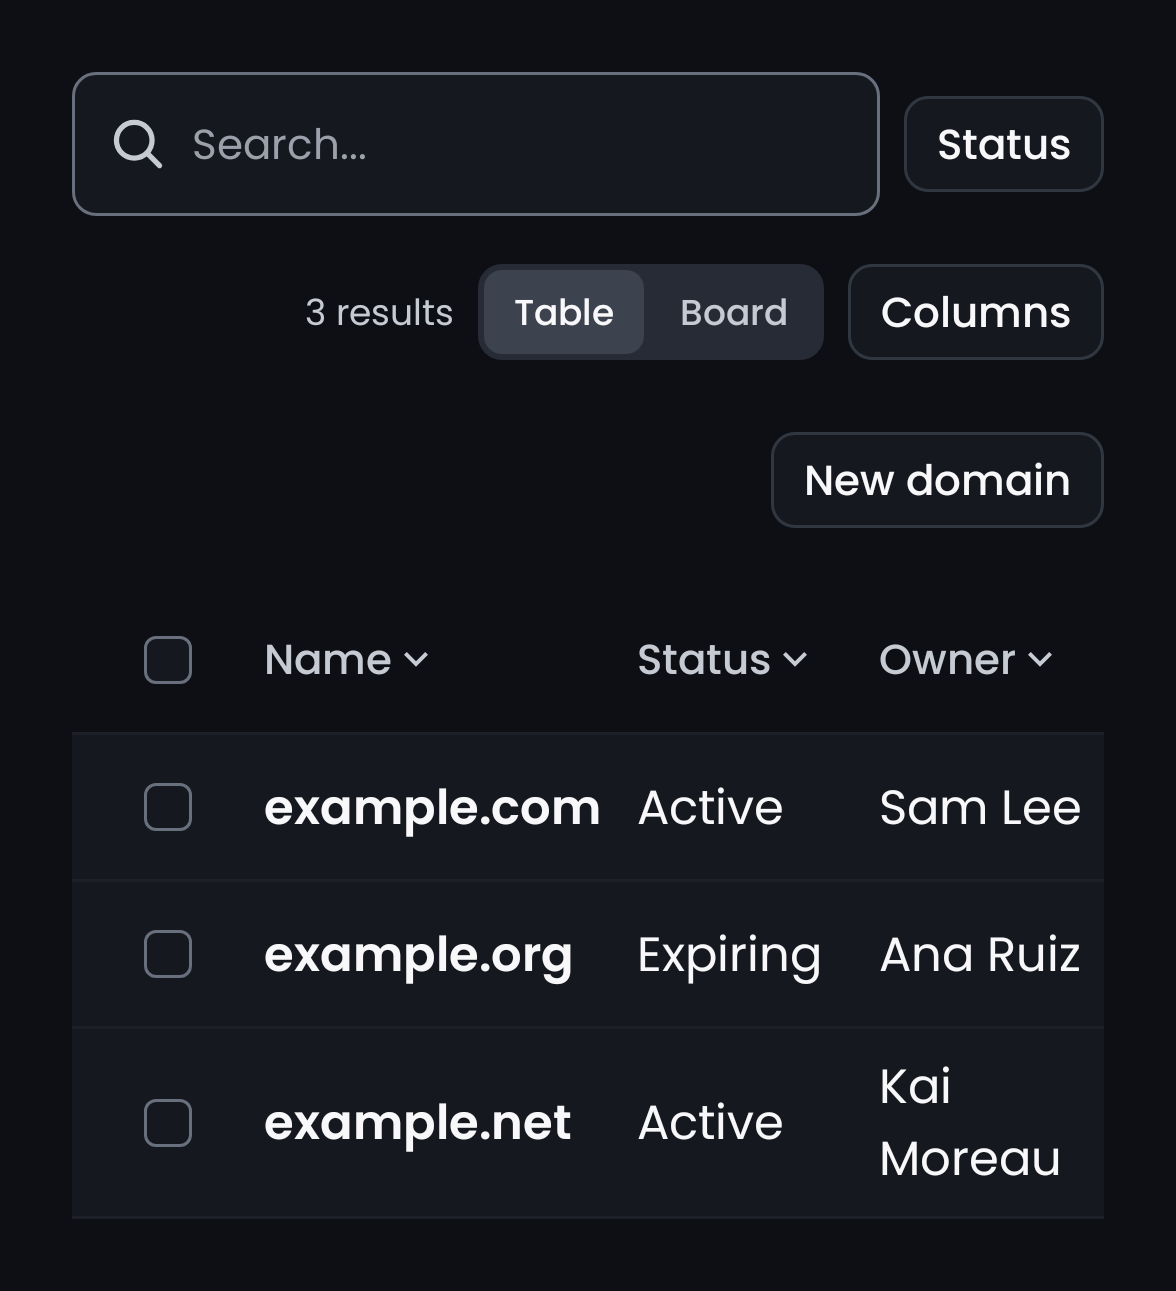 Search...
Status
3 results
Table
Board
Columns
New domain
Name
Status
Owner
example.com
Active
Sam Lee
example.org
Expiring
Ana Ruiz
example.net
Active
Kai
Moreau